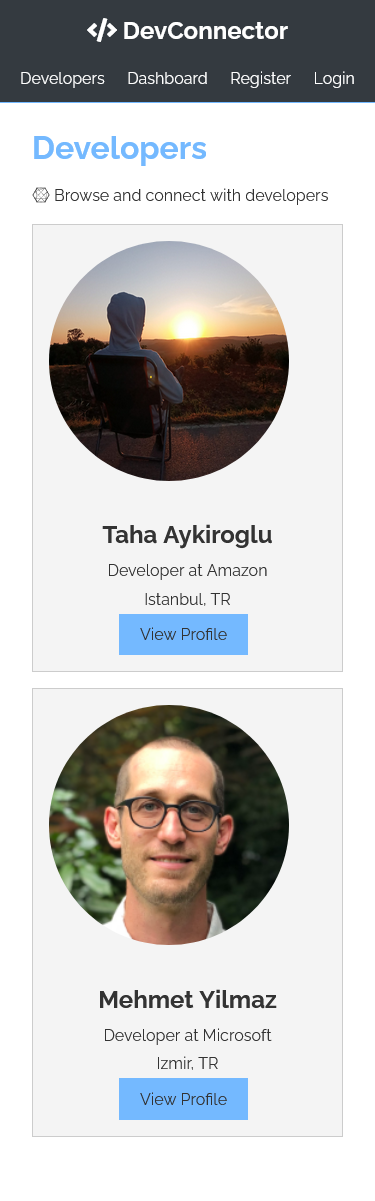 DevConnector
Developers Dashboard Register Login
Developers
Browse and connect with developers
Taha Aykiroglu
Developer at Amazon
Istanbul, TR
View Profile
Mehmet Yilmaz
Developer at Microsoft
Izmir, TR
View Profile